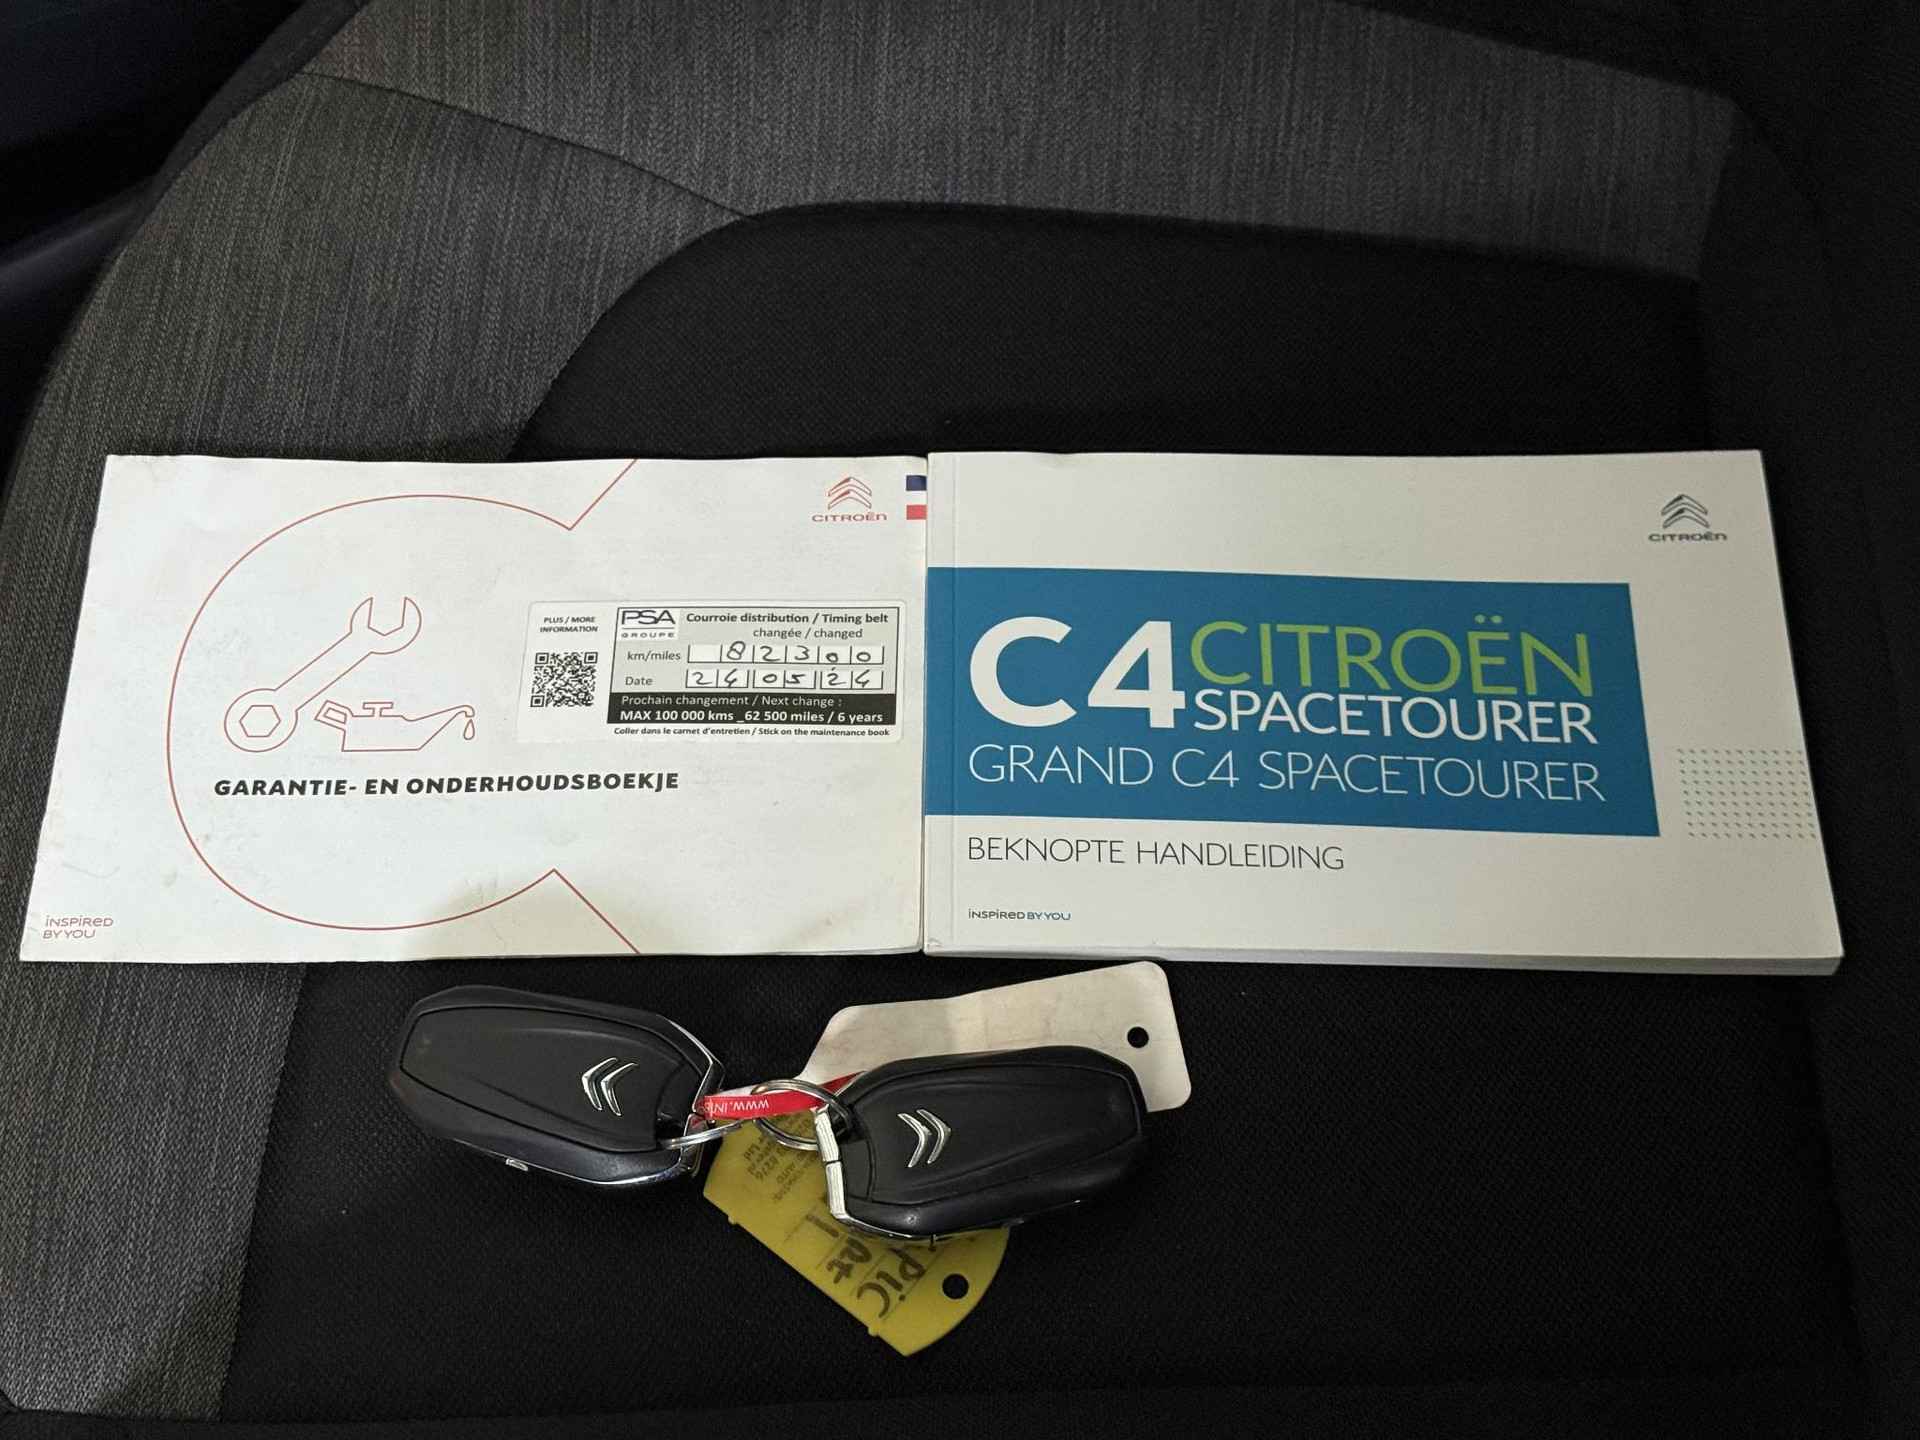 CITROËN
PLUS / MORE
INFORMATION
PSA
GROUPE
Courroie distribution / Timing belt
changée / changed
km/miles 82300
Date 24 05 24
Prochain changement / Next change :
MAX 100 000 kms _62 500 miles / 6 years
Coller dans le carnet d'entretien / Stick on the maintenance book
GARANTIE- EN ONDERHOUDSBOEKJE
INSPIRED
BY YOU
CITROËN
C4 CITROËN
SPACETOURER
GRAND C4 SPACETOURER
BEKNOPTE HANDLEIDING
INSPIRED BY YOU
Ltd
PIC